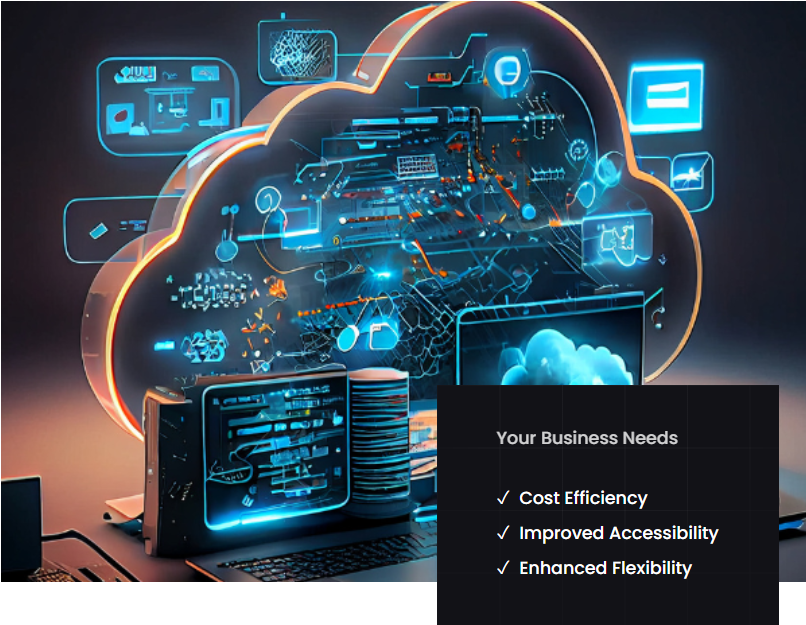 Your Business Needs
✓ Cost Efficiency
✓ Improved Accessibility
✓ Enhanced Flexibility